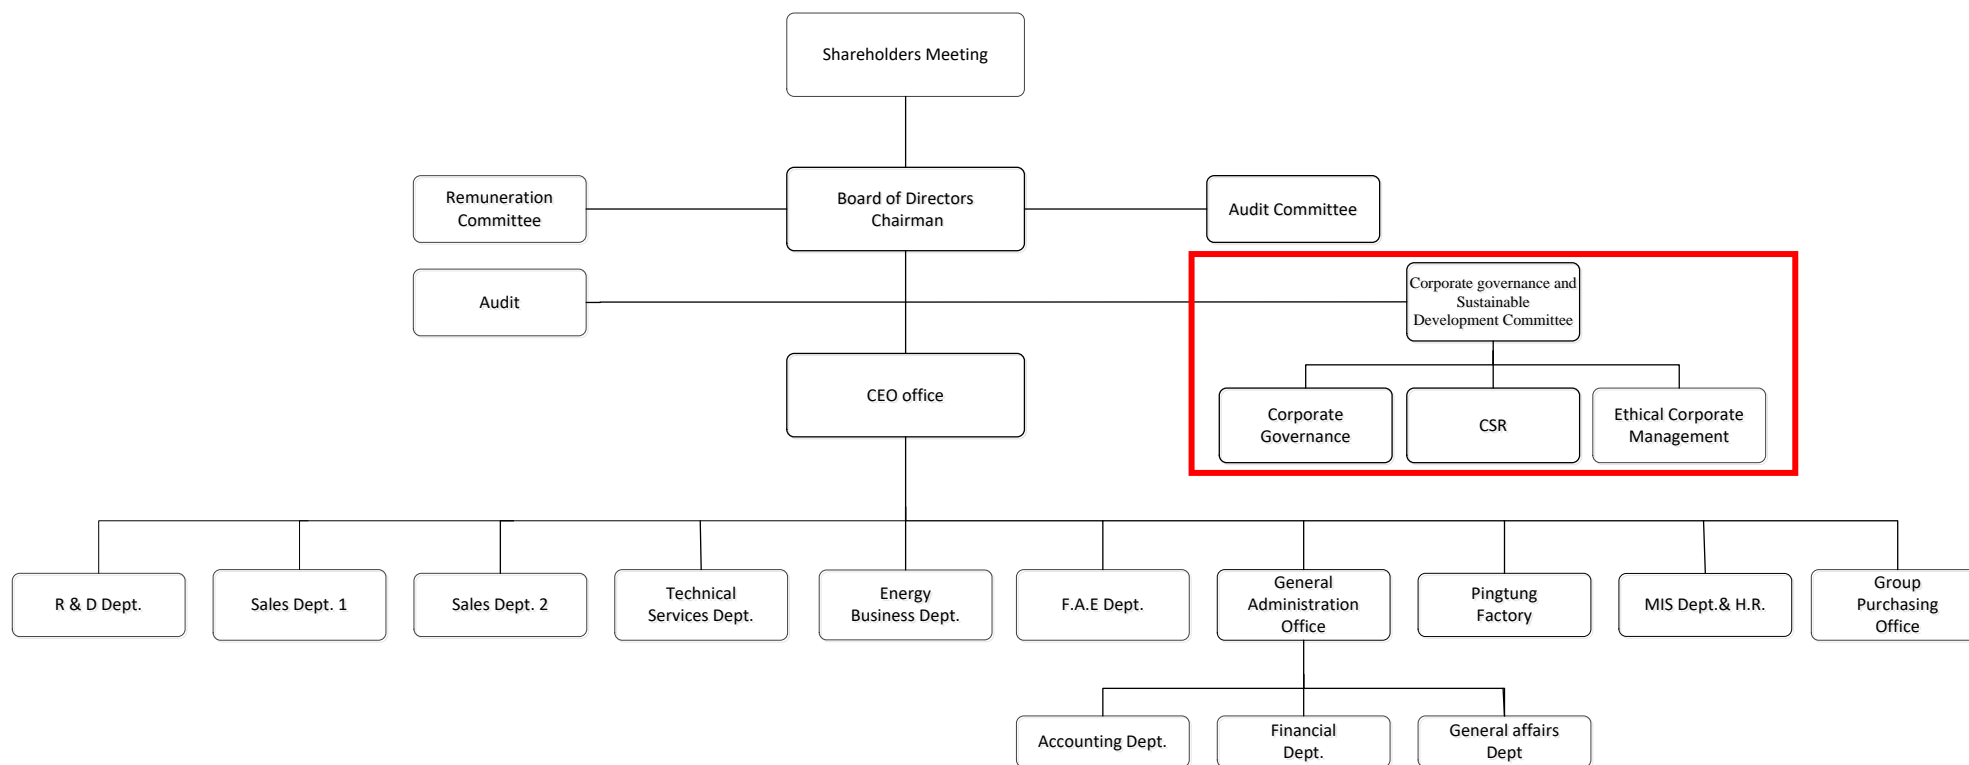 Shareholders Meeting
Remuneration
Committee
Board of Directors
Chairman
Audit Committee
Audit
Corporate governance and
Sustainable
Development Committee
CEO office
Corporate
Governance
CSR
Ethical Corporate
Management
R & D Dept.
Sales Dept. 1
Sales Dept. 2
Technical
Services Dept.
Energy
Business Dept.
F.A.E Dept.
General
Administration
Office
Pingtung
Factory
MIS Dept.& H.R.
Group
Purchasing
Office
Accounting Dept.
Financial
Dept.
General affairs
Dept